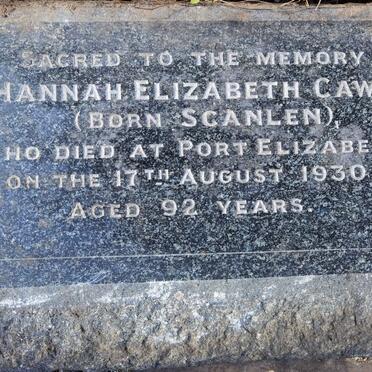 SACRED TO THE MEMORY
HANNAH ELIZABETH CAW
(BORN SCANLEN),
HO DIED AT PORT ELIZABE
ON THE 17TH AUGUST 1930
AGED 92 YEARS.